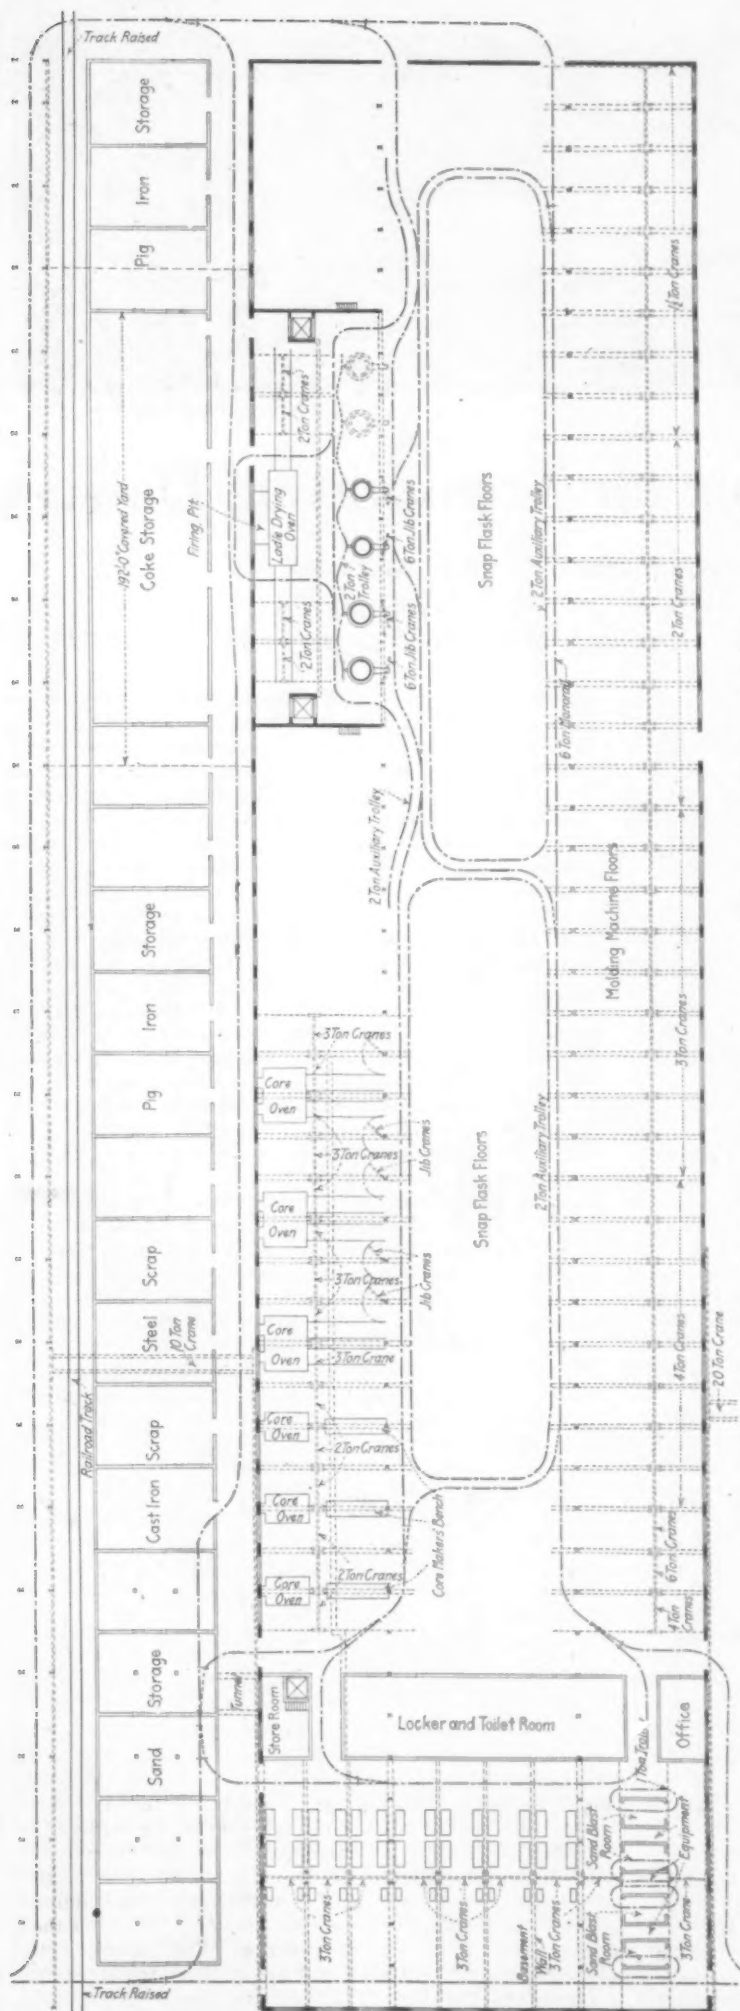 Track Raised
Storage
Iron
Pig
1½ Ton Cranes
192'-0" Covered Yard
Coke Storage
Firing Pit
2 Ton Cranes
Ladle Drying
Oven
2 Ton
Trolley
2 Ton Cranes
6 Ton Jib Cranes
6 Ton Jib Cranes
Snap Flask Floors
2 Ton Auxiliary Trolley
2 Ton Cranes
6 Ton Monorail
2 Ton Auxiliary Trolley
Molding Machine Floors
Storage
Iron
Pig
3 Ton Cranes
3 Ton Cranes
Core
Oven
3 Ton Cranes
Jib Cranes
Snap Flask Floors
2 Ton Auxiliary Trolley
Scrap
Steel
10 Ton
Crane
Core
Oven
3 Ton Cranes
Jib Cranes
Core
Oven
3 Ton Crane
4 Ton Cranes
20 Ton Crane
Railroad Track
Scrap
Cast Iron
Core
Oven
2 Ton Cranes
Core
Oven
Core Makers' Bench
Core
Oven
2 Ton Cranes
6 Ton Cranes
4 Ton
Cranes
Storage
Sand
Tunnel
Store Room
Locker and Toilet Room
Office
Sand Blast
Room
Equipment
3 Ton Cranes
3 Ton Cranes
Basement
Wall
3 Ton Cranes
Sand Blast
Room
3 Ton Crane
Track Raised